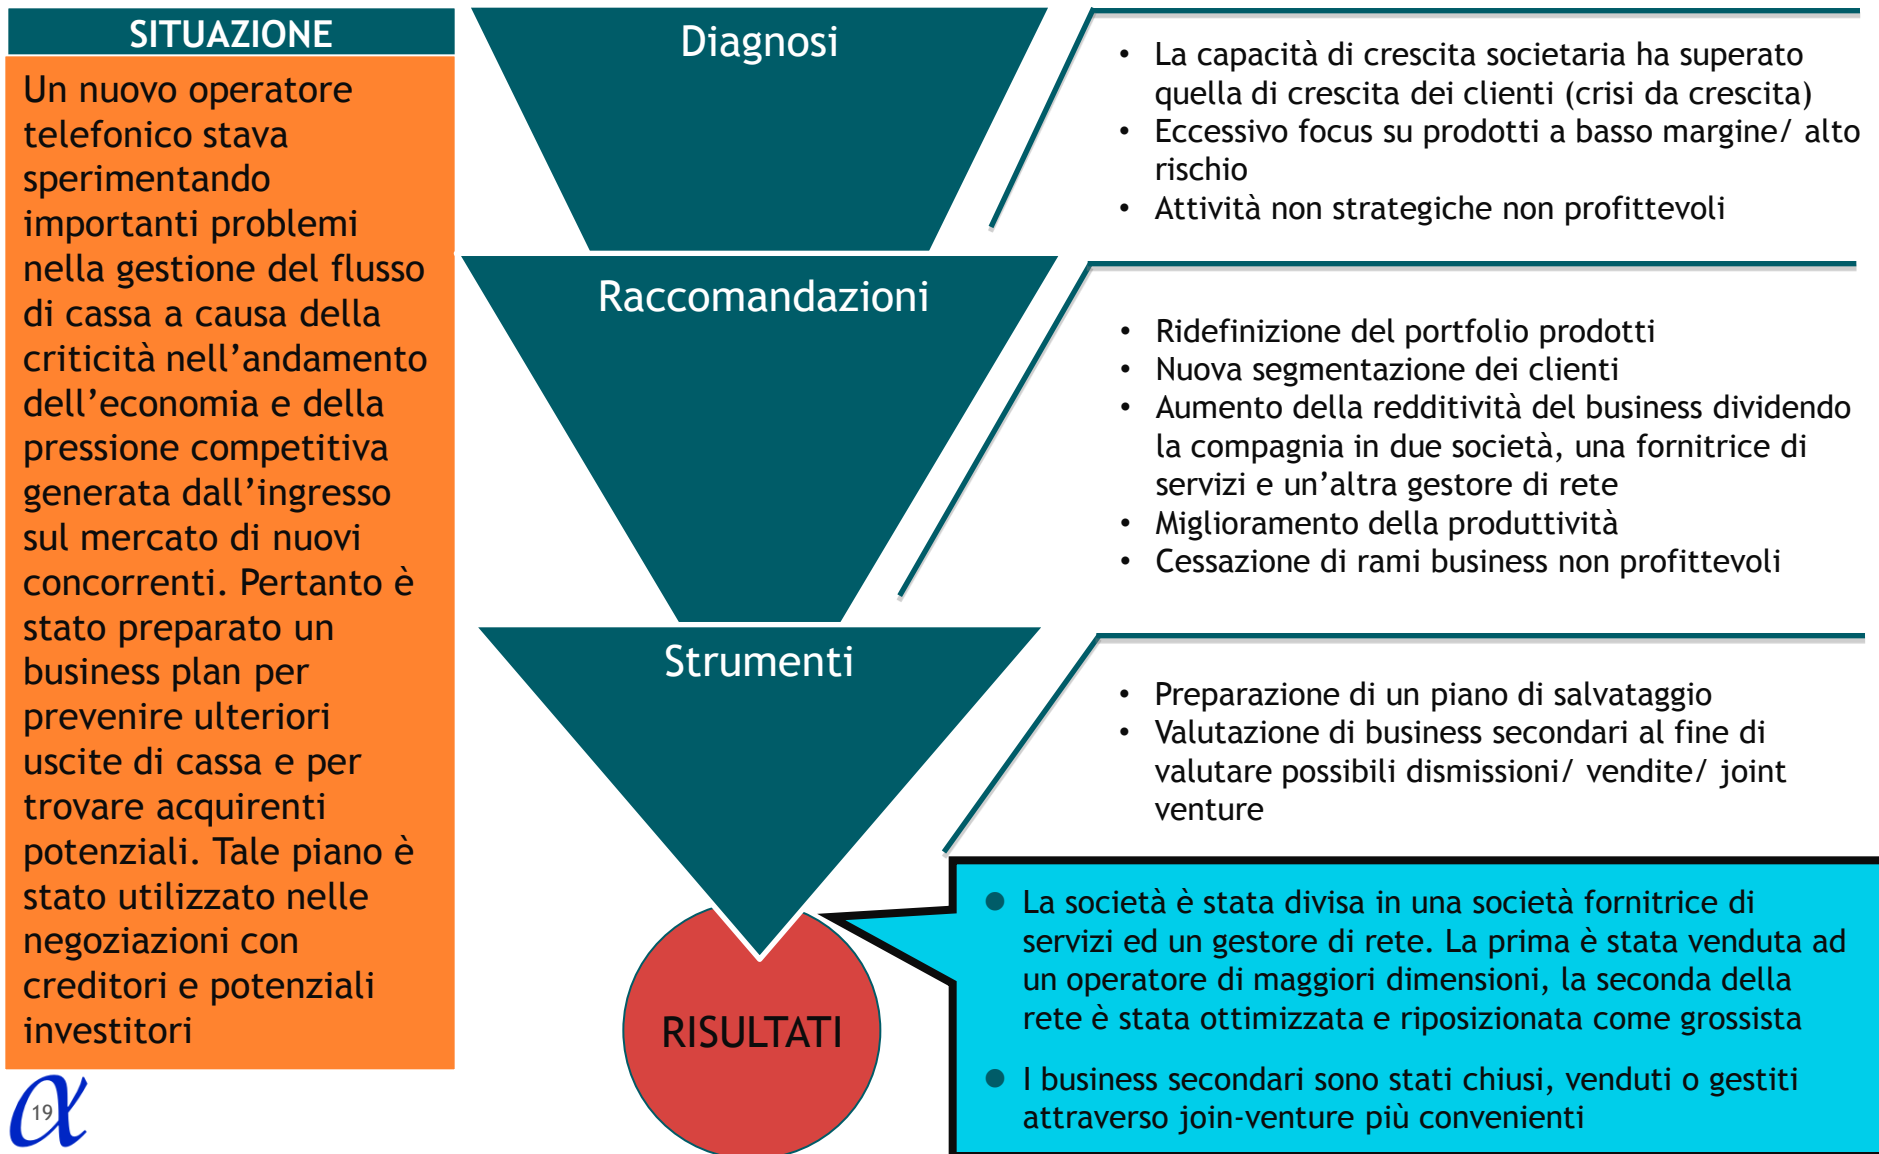 SITUAZIONE
Un nuovo operatore
telefonico stava
sperimentando
importanti problemi
nella gestione del flusso
di cassa a causa della
criticità nell’andamento
dell’economia e della
pressione competitiva
generata dall’ingresso
sul mercato di nuovi
concorrenti. Pertanto è
stato preparato un
business plan per
prevenire ulteriori
uscite di cassa e per
trovare acquirenti
potenziali. Tale piano è
stato utilizzato nelle
negoziazioni con
creditori e potenziali
investitori
Diagnosi
• La capacità di crescita societaria ha superato
quella di crescita dei clienti (crisi da crescita)
• Eccessivo focus su prodotti a basso margine/ alto
rischio
• Attività non strategiche non profittevoli
Raccomandazioni
• Ridefinizione del portfolio prodotti
• Nuova segmentazione dei clienti
• Aumento della redditività del business dividendo
la compagnia in due società, una fornitrice di
servizi e un’altra gestore di rete
• Miglioramento della produttività
• Cessazione di rami business non profittevoli
Strumenti
• Preparazione di un piano di salvataggio
• Valutazione di business secondari al fine di
valutare possibili dismissioni/ vendite/ joint
venture
RISULTATI
● La società è stata divisa in una società fornitrice di
servizi ed un gestore di rete. La prima è stata venduta ad
un operatore di maggiori dimensioni, la seconda della
rete è stata ottimizzata e riposizionata come grossista
● I business secondari sono stati chiusi, venduti o gestiti
attraverso join-venture più convenienti
α
19